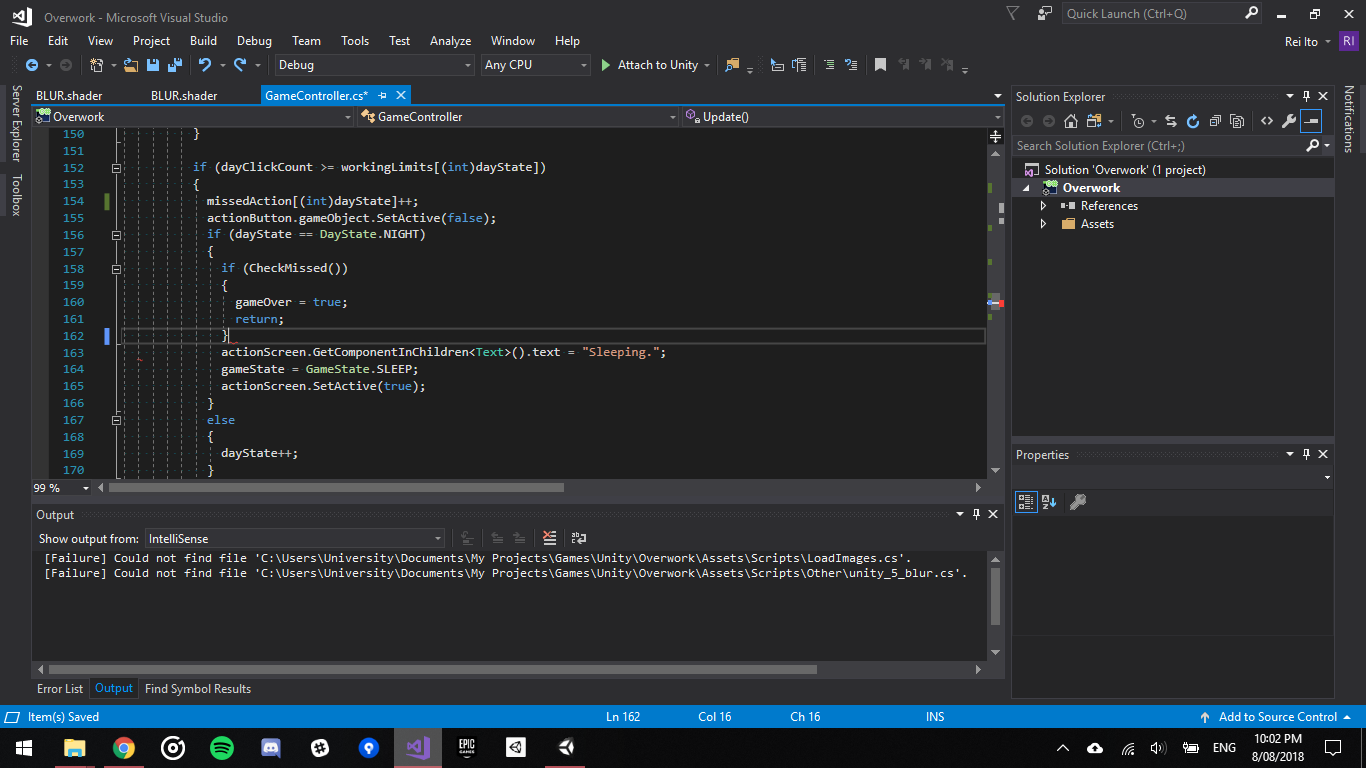 Overwork - Microsoft Visual Studio
Quick Launch (Ctrl+Q)
File Edit View Project Build Debug Team Tools Test Analyze Window Help
Rei Ito RI
Debug Any CPU Attach to Unity
Server Explorer
Toolbox
BLUR.shader BLUR.shader GameController.cs*
Overwork GameController Update()
150 }
151
152 if (dayClickCount >= workingLimits[(int)dayState])
153 {
154 missedAction[(int)dayState]++;
155 actionButton.gameObject.SetActive(false);
156 if (dayState == DayState.NIGHT)
157 {
158 if (CheckMissed())
159 {
160 gameOver = true;
161 return;
162 }
163 actionScreen.GetComponentInChildren<Text>().text = "Sleeping.";
164 gameState = GameState.SLEEP;
165 actionScreen.SetActive(true);
166 }
167 else
168 {
169 dayState++;
170 }
99 %
Output
Show output from: IntelliSense
[Failure] Could not find file 'C:\Users\University\Documents\My Projects\Games\Unity\Overwork\Assets\Scripts\LoadImages.cs'.
[Failure] Could not find file 'C:\Users\University\Documents\My Projects\Games\Unity\Overwork\Assets\Scripts\Other\unity_5_blur.cs'.
Error List Output Find Symbol Results
Solution Explorer
Search Solution Explorer (Ctrl+;)
Solution 'Overwork' (1 project)
Overwork
References
Assets
Properties
Notifications
Item(s) Saved Ln 162 Col 16 Ch 16 INS Add to Source Control
EPIC GAMES
ENG
10:02 PM
8/08/2018